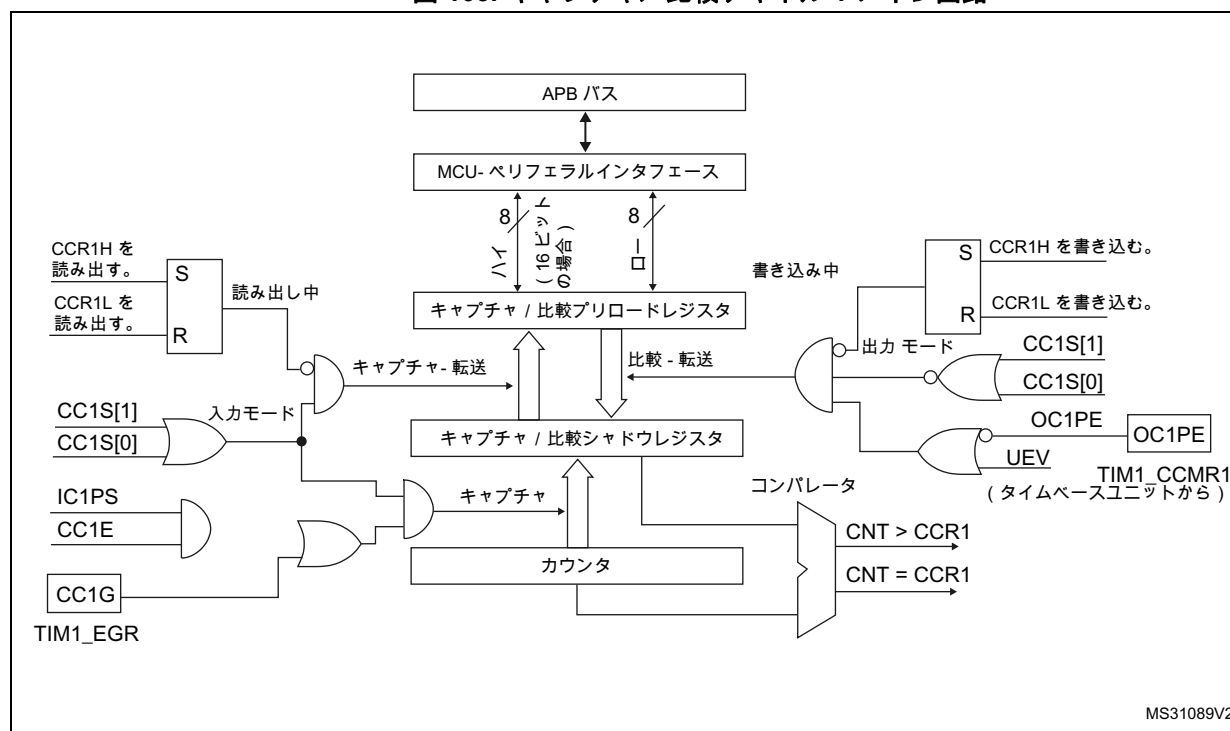 APB バス
MCU- ペリフェラルインタフェース
8
8
ハイ
( 16 ビット
の場合 )
ロー
CCR1H を
読み出す。
CCR1L を
読み出す。
S
R
読み出し中
書き込み中
S
R
CCR1H を書き込む。
CCR1L を書き込む。
キャプチャ / 比較プリロードレジスタ
キャプチャ- 転送
比較 - 転送
出力 モード
CC1S[1]
CC1S[0]
CC1S[1]
CC1S[0]
入力モード
キャプチャ / 比較シャドウレジスタ
OC1PE
OC1PE
UEV
TIM1_CCMR1
( タイムベースユニットから )
IC1PS
CC1E
キャプチャ
コンパレータ
CNT > CCR1
CNT = CCR1
カウンタ
CC1G
TIM1_EGR
MS31089V2